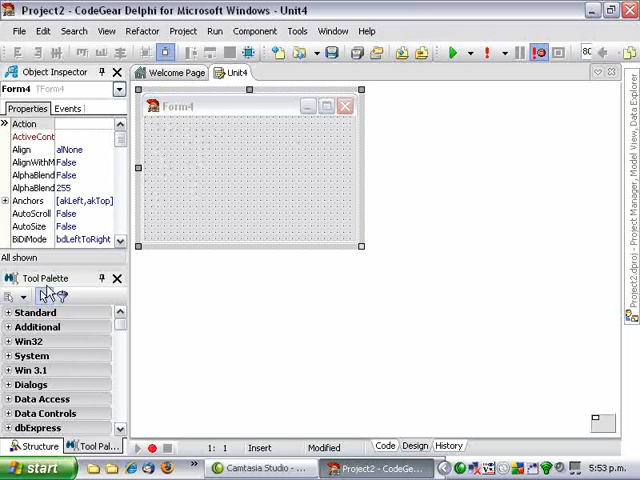 Project2 - CodeGear Delphi for Microsoft Windows - Unit4
File Edit Search View Refactor Project Run Component Tools Window Help
Object Inspector
Welcome Page Unit4
Form4 TForm4
Properties Events
Form4
Action
ActiveCont
Align alNone
AlignWithM False
AlphaBlend False
AlphaBlend 255
Anchors [akLeft,akTop]
AutoScroll False
AutoSize False
BiDiMode bdLeftToRight
All shown
Tool Palette
Standard
Additional
Win32
System
Win 3.1
Dialogs
Data Access
Data Controls
dbExpress
Structure Tool Pal...
1: 1 Insert Modified Code Design History
Project2.dproj - Project Manager, Model View, Data Explorer
start Camtasia Studio - ... Project2 - CodeGe... 5:53 p.m.